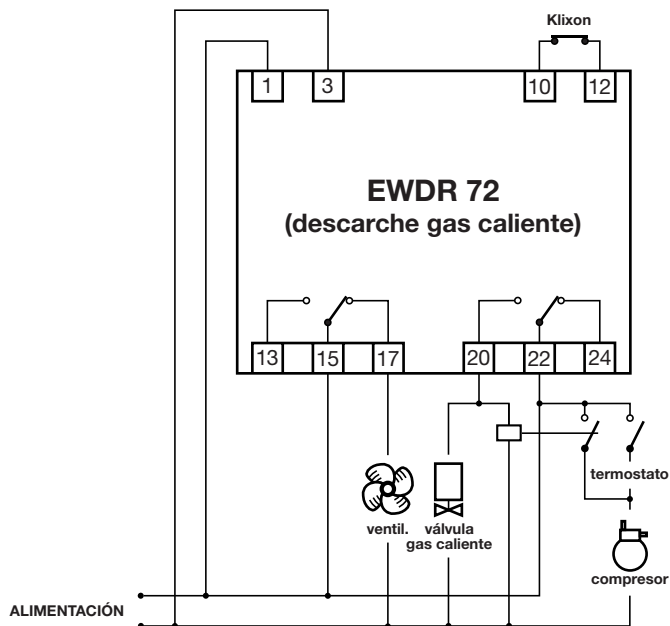 Klixon
1 3 10 12
EWDR 72
(descarche gas caliente)
13 15 17 20 22 24
termostato
ventil.
válvula
gas caliente
compresor
ALIMENTACIÓN